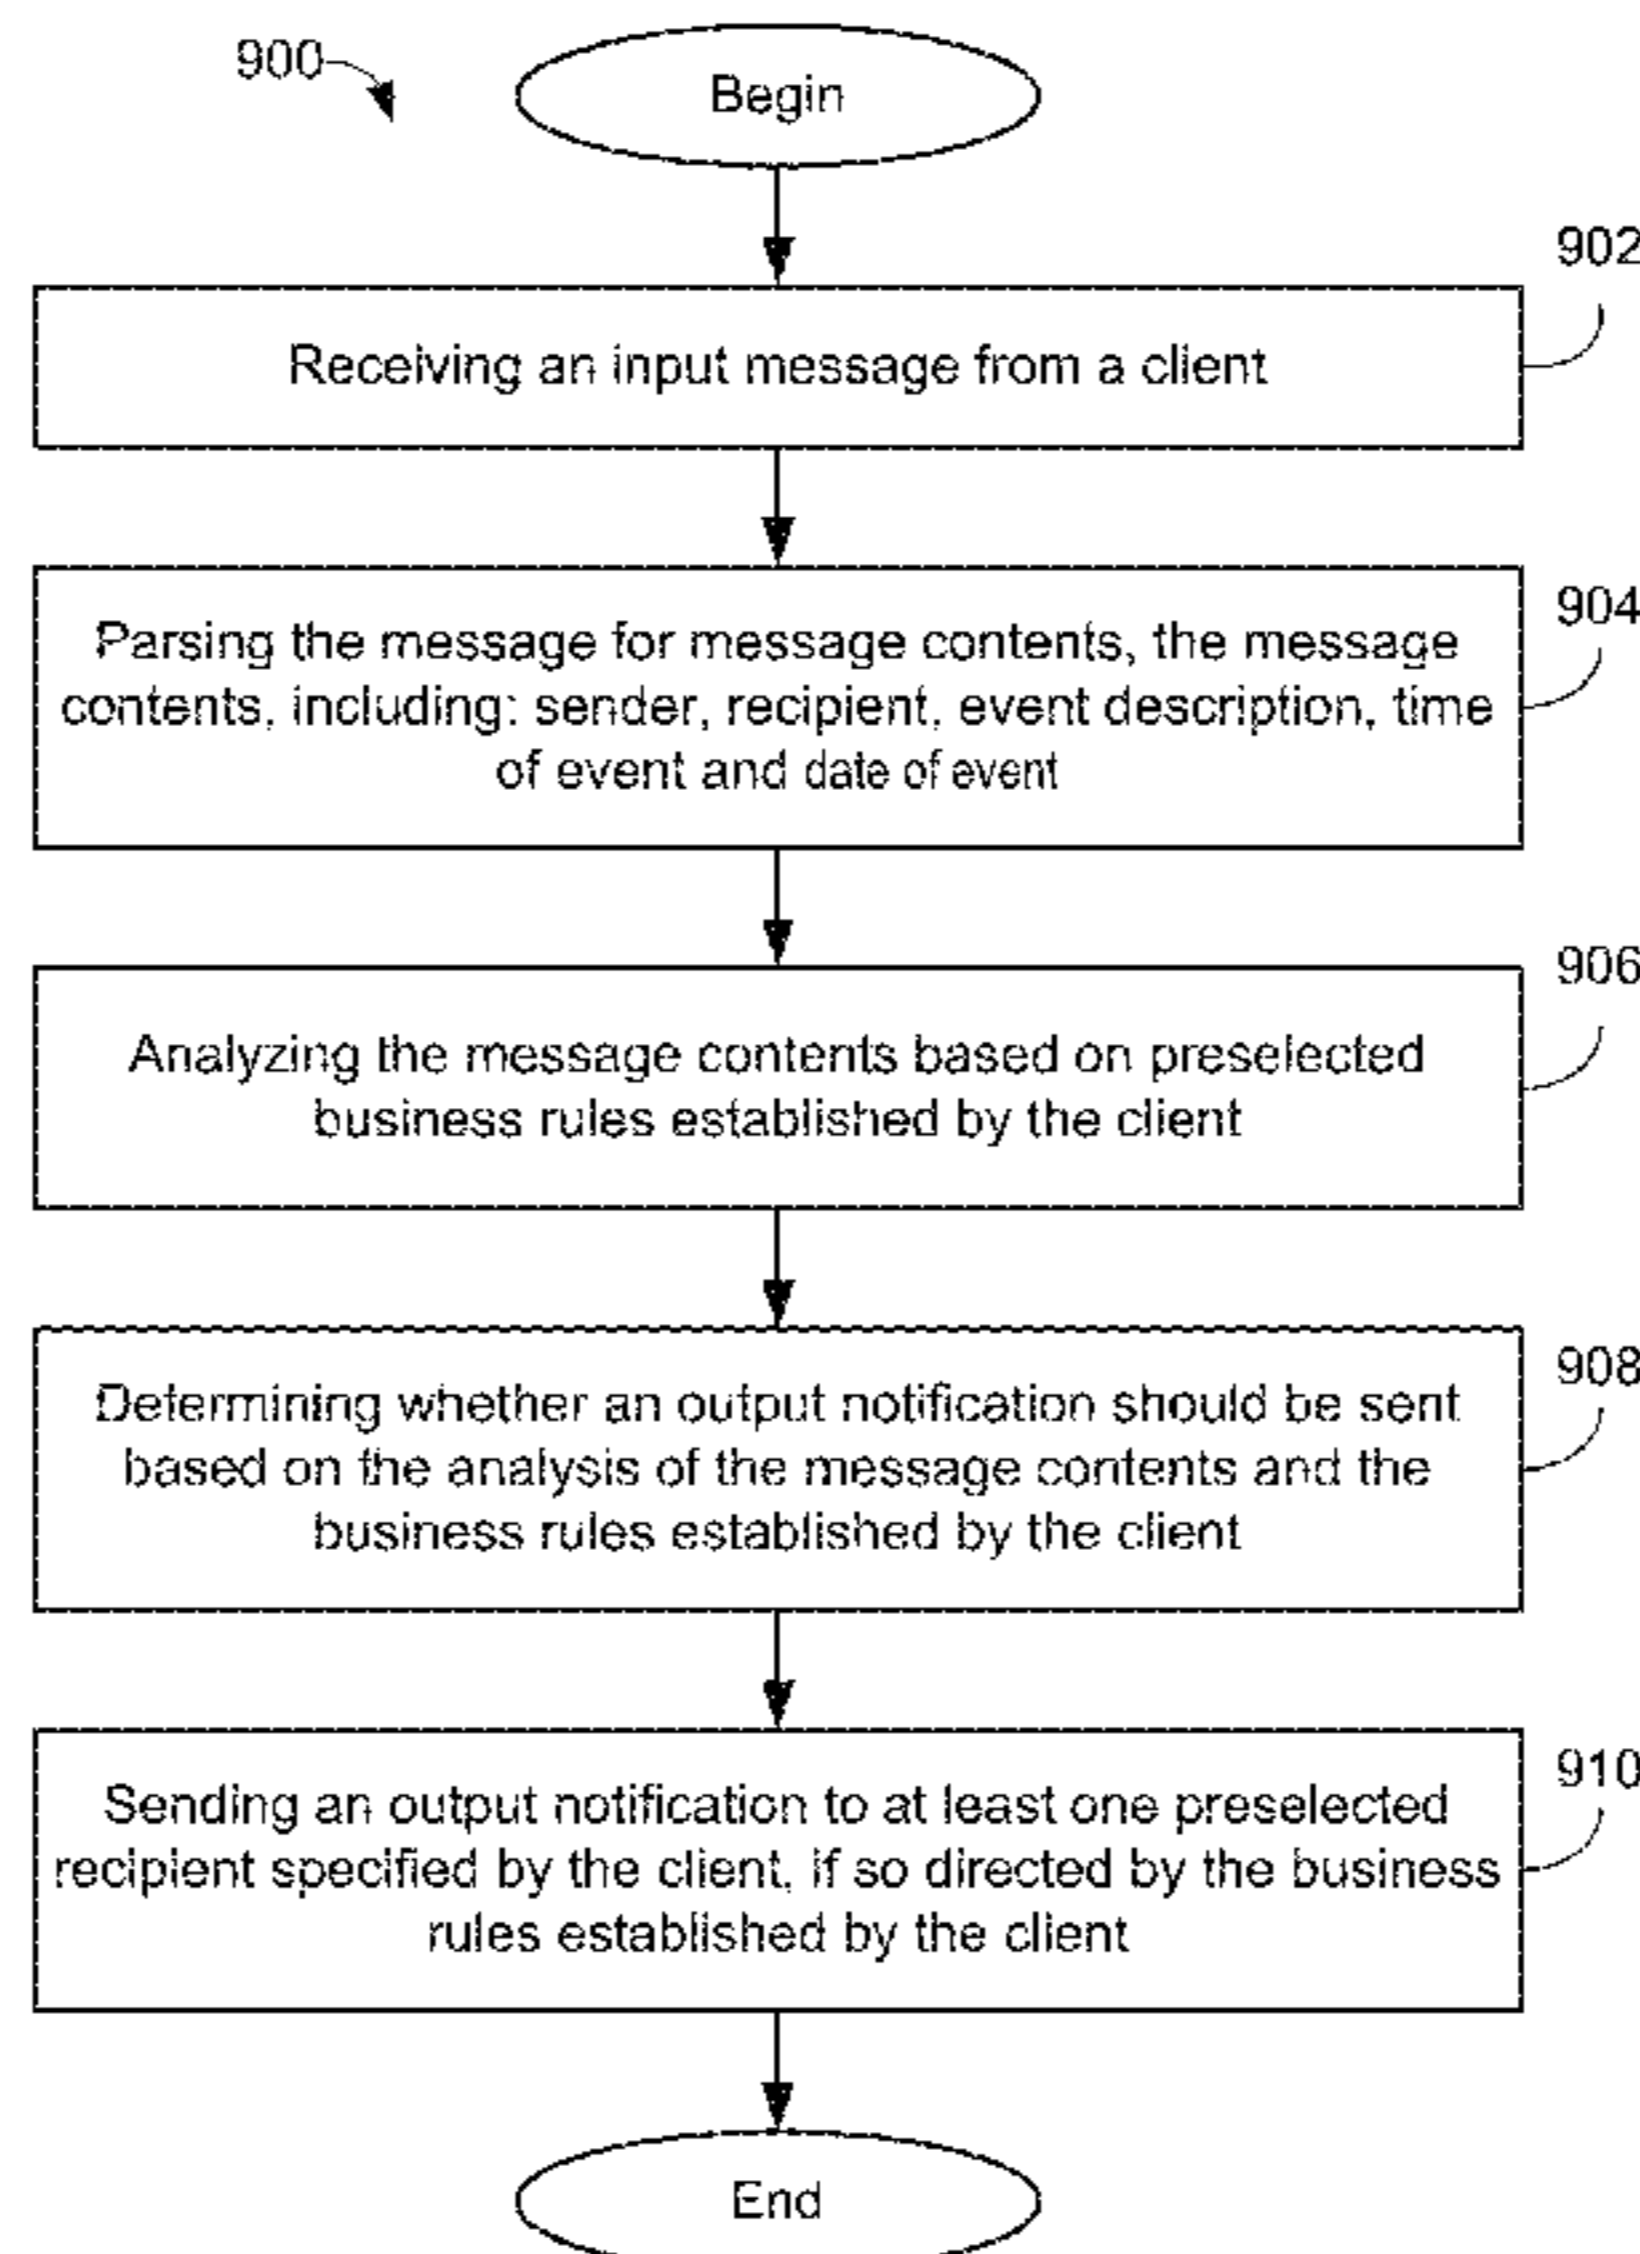 900
Begin
902
Receiving an input message from a client
904
Parsing the message for message contents, the message
contents, including: sender, recipient, event description, time
of event and date of event
906
Analyzing the message contents based on preselected
business rules established by the client
908
Determining whether an output notification should be sent
based on the analysis of the message contents and the
business rules established by the client
910
Sending an output notification to at least one preselected
recipient specified by the client, if so directed by the business
rules established by the client
End